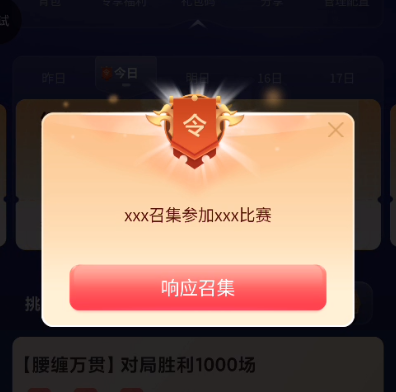 昨日
今日
明日
16日
17日
令
xxx召集参加xxx比赛
响应召集
挑
【腰缠万贯】对局胜利1000场